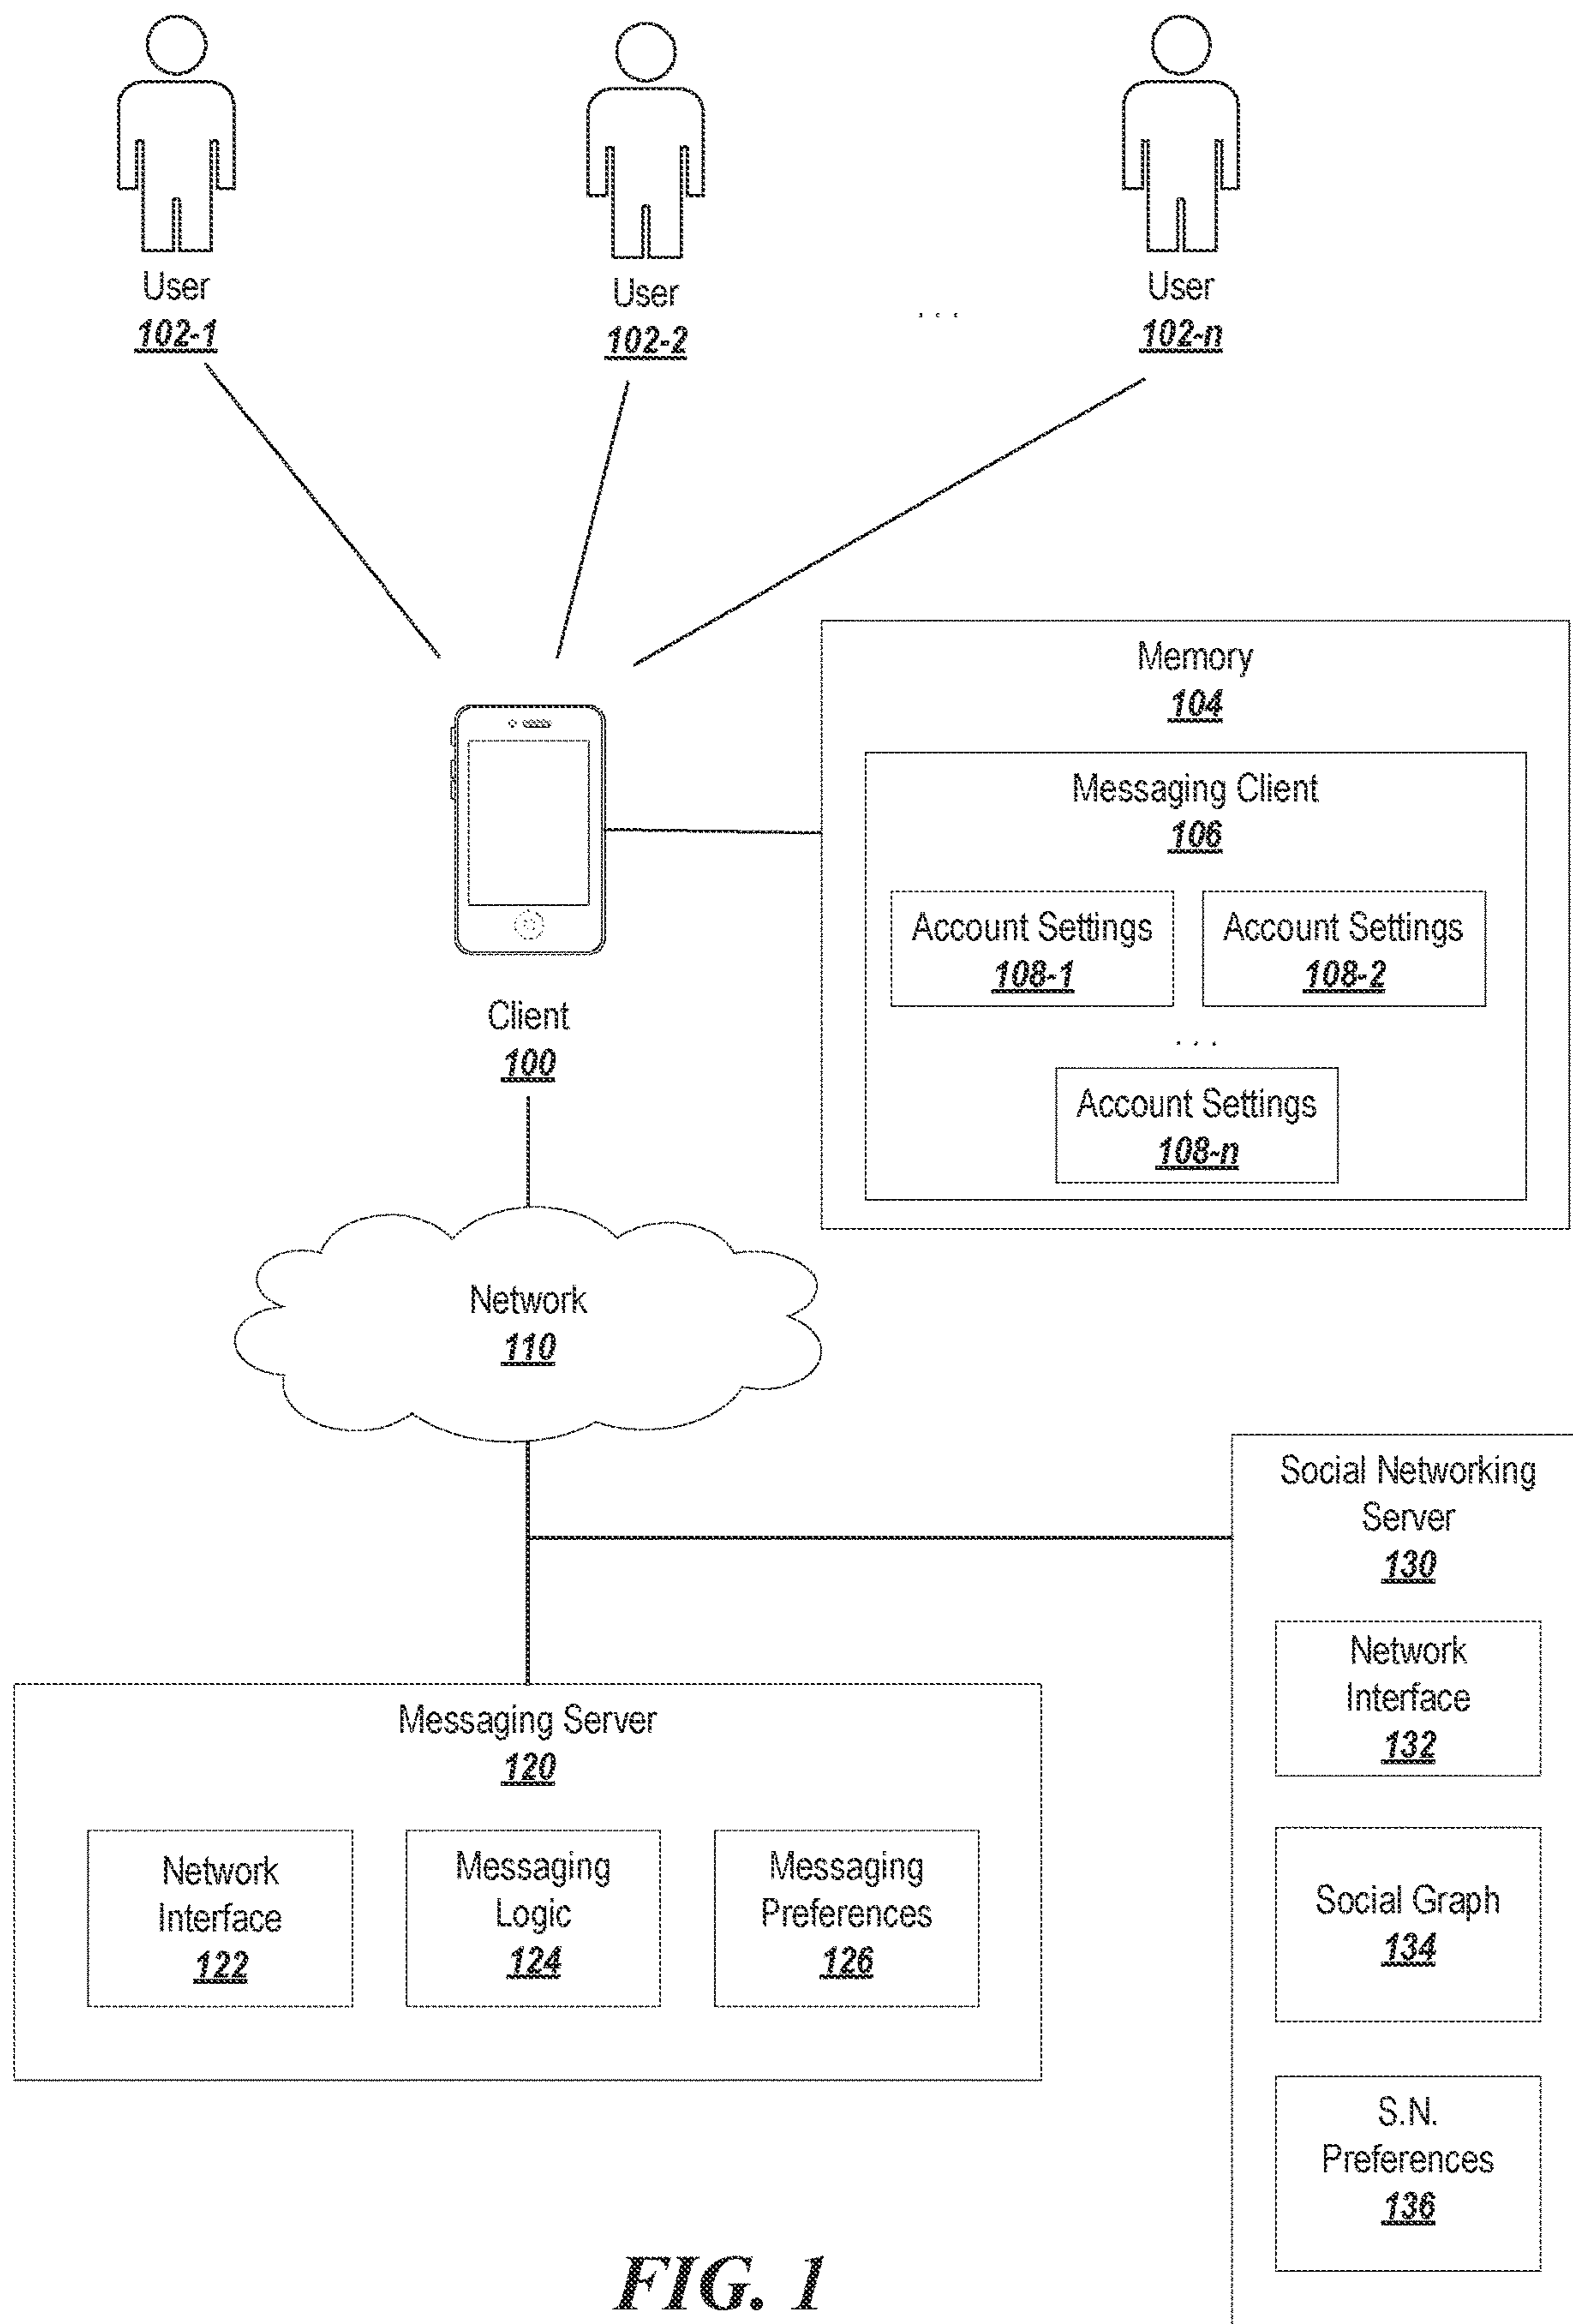 User
102-1
User
102-2
. . .
User
102-n
Memory
104
Messaging Client
106
Account Settings
108-1
Account Settings
108-2
. . .
Account Settings
108-n
Client
100
Network
110
Social Networking
Server
130
Network
Interface
132
Social Graph
134
S.N.
Preferences
136
Messaging Server
120
Network
Interface
122
Messaging
Logic
124
Messaging
Preferences
126
FIG. 1